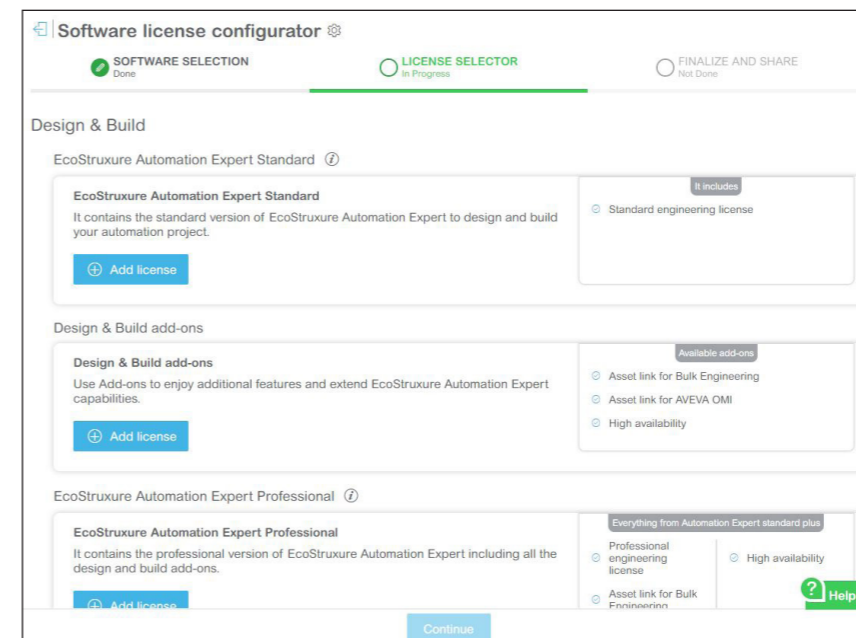 Software license configurator
SOFTWARE SELECTION
Done
LICENSE SELECTOR
In Progress
FINALIZE AND SHARE
Not Done
Design & Build
EcoStruxure Automation Expert Standard
EcoStruxure Automation Expert Standard
It contains the standard version of EcoStruxure Automation Expert to design and build
your automation project.
Add license
It includes
Standard engineering license
Design & Build add-ons
Design & Build add-ons
Use Add-ons to enjoy additional features and extend EcoStruxure Automation Expert
capabilities.
Add license
Available add-ons
Asset link for Bulk Engineering
Asset link for AVEVA OMI
High availability
EcoStruxure Automation Expert Professional
EcoStruxure Automation Expert Professional
It contains the professional version of EcoStruxure Automation Expert including all the
design and build add-ons.
Add license
Everything from Automation Expert standard plus
Professional
engineering
license
Asset link for Bulk
Engineering
High availability
? Help
Continue